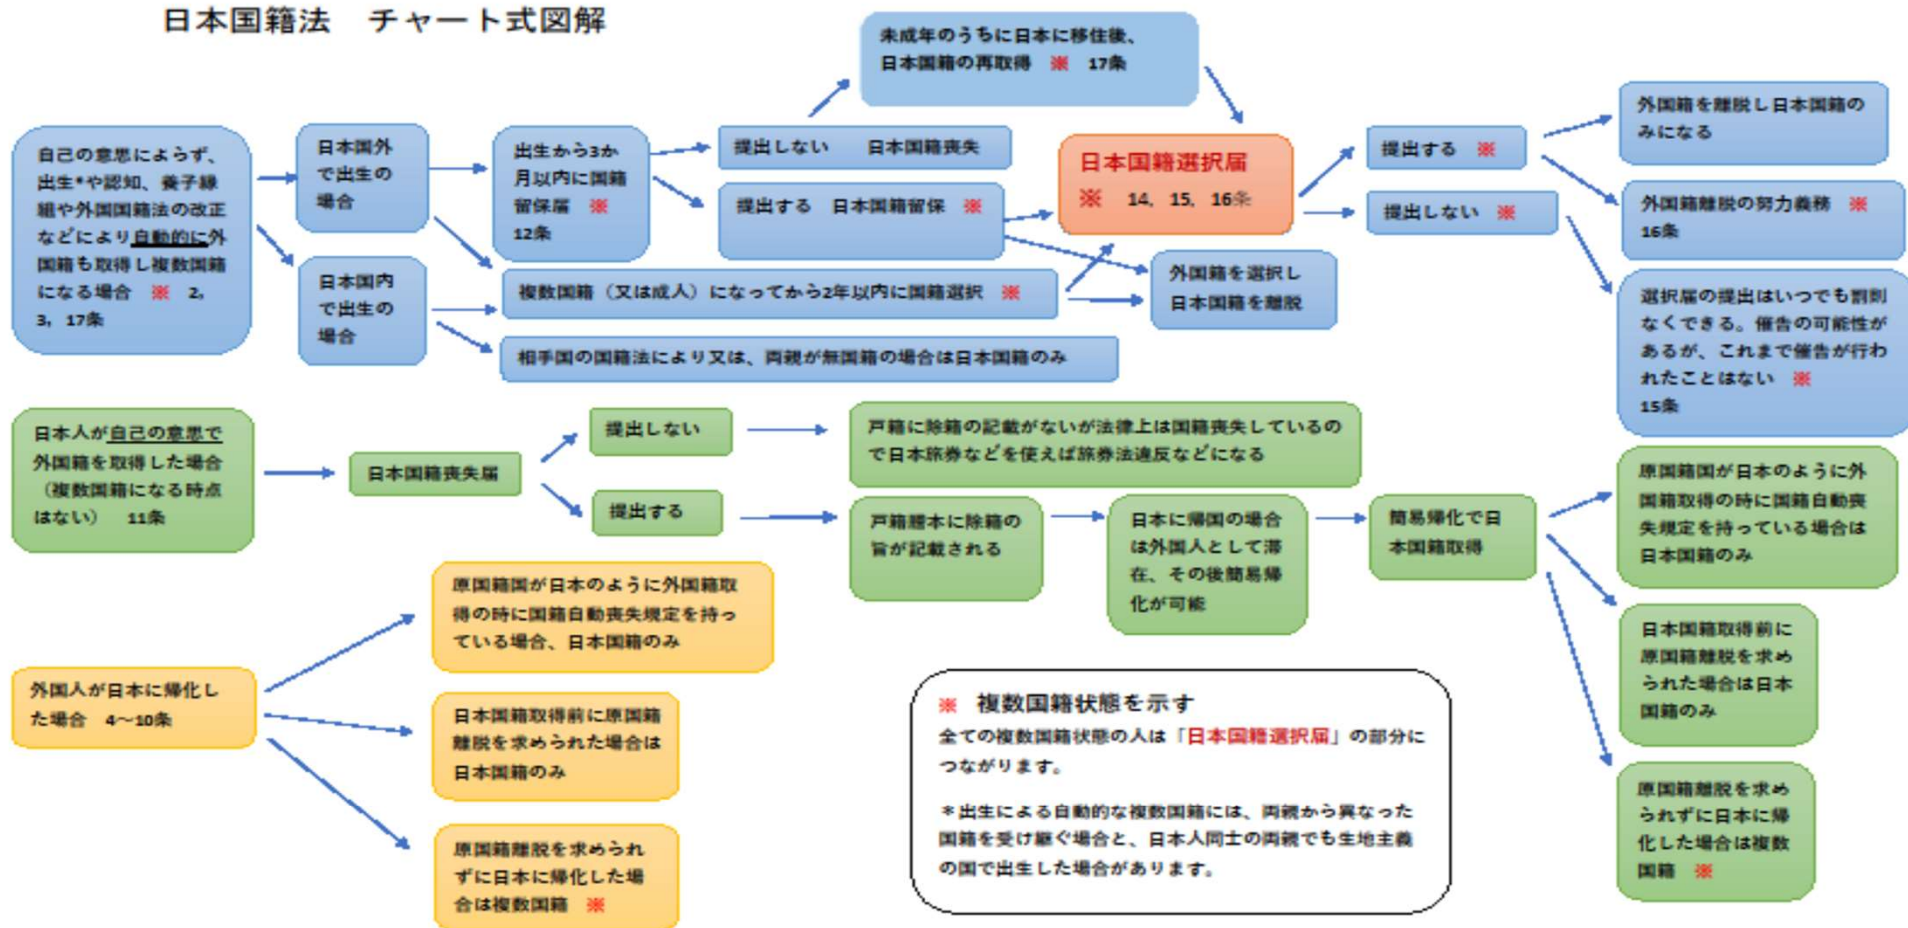 日本国籍法　チャート式図解
未成年のうちに日本に移住後、
日本国籍の再取得　※　17条
自己の意思によらず、
出生*や認知、養子縁
組や外国国籍法の改正
などにより自動的に外
国籍も取得し複数国籍
になる場合　※　2,
3, 17条
日本国外
で出生の
場合
日本国内
で出生の
場合
出生から3か
月以内に国籍
留保届　※
12条
提出しない　　日本国籍喪失
提出する　日本国籍留保　※
複数国籍（又は成人）になってから2年以内に国籍選択　※
相手国の国籍法により又は、両親が無国籍の場合は日本国籍のみ
日本国籍選択届
※　14, 15, 16条
外国籍を選択し
日本国籍を離脱
提出する　※
提出しない　※
外国籍を離脱し日本国籍の
みになる
外国籍離脱の努力義務　※
16条
選択届の提出はいつでも罰則
なくできる。催告の可能性が
あるが、これまで催告が行わ
れたことはない　※
15条
日本人が自己の意思で
外国籍を取得した場合
（複数国籍になる時点
はない）　11条
日本国籍喪失届
提出しない
提出する
戸籍に除籍の記載がないが法律上は国籍喪失しているの
で日本旅券などを使えば旅券法違反などになる
戸籍謄本に除籍の
旨が記載される
日本に帰国の場合
は外国人として滞
在、その後簡易帰
化が可能
簡易帰化で日
本国籍取得
原国籍国が日本のように外
国籍取得の時に国籍自動喪
失規定を持っている場合は
日本国籍のみ
日本国籍取得前に
原国籍離脱を求め
られた場合は日本
国籍のみ
原国籍離脱を求め
られずに日本に帰
化した場合は複数
国籍　※
外国人が日本に帰化し
た場合　4～10条
原国籍国が日本のように外国籍取
得の時に国籍自動喪失規定を持っ
ている場合、日本国籍のみ
日本国籍取得前に原国籍
離脱を求められた場合は
日本国籍のみ
原国籍離脱を求められ
ずに日本に帰化した場
合は複数国籍　※
※　複数国籍状態を示す
全ての複数国籍状態の人は「日本国籍選択届」の部分に
つながります。
＊出生による自動的な複数国籍には、両親から異なった
国籍を受け継ぐ場合と、日本人同士の両親でも生地主義
の国で出生した場合があります。